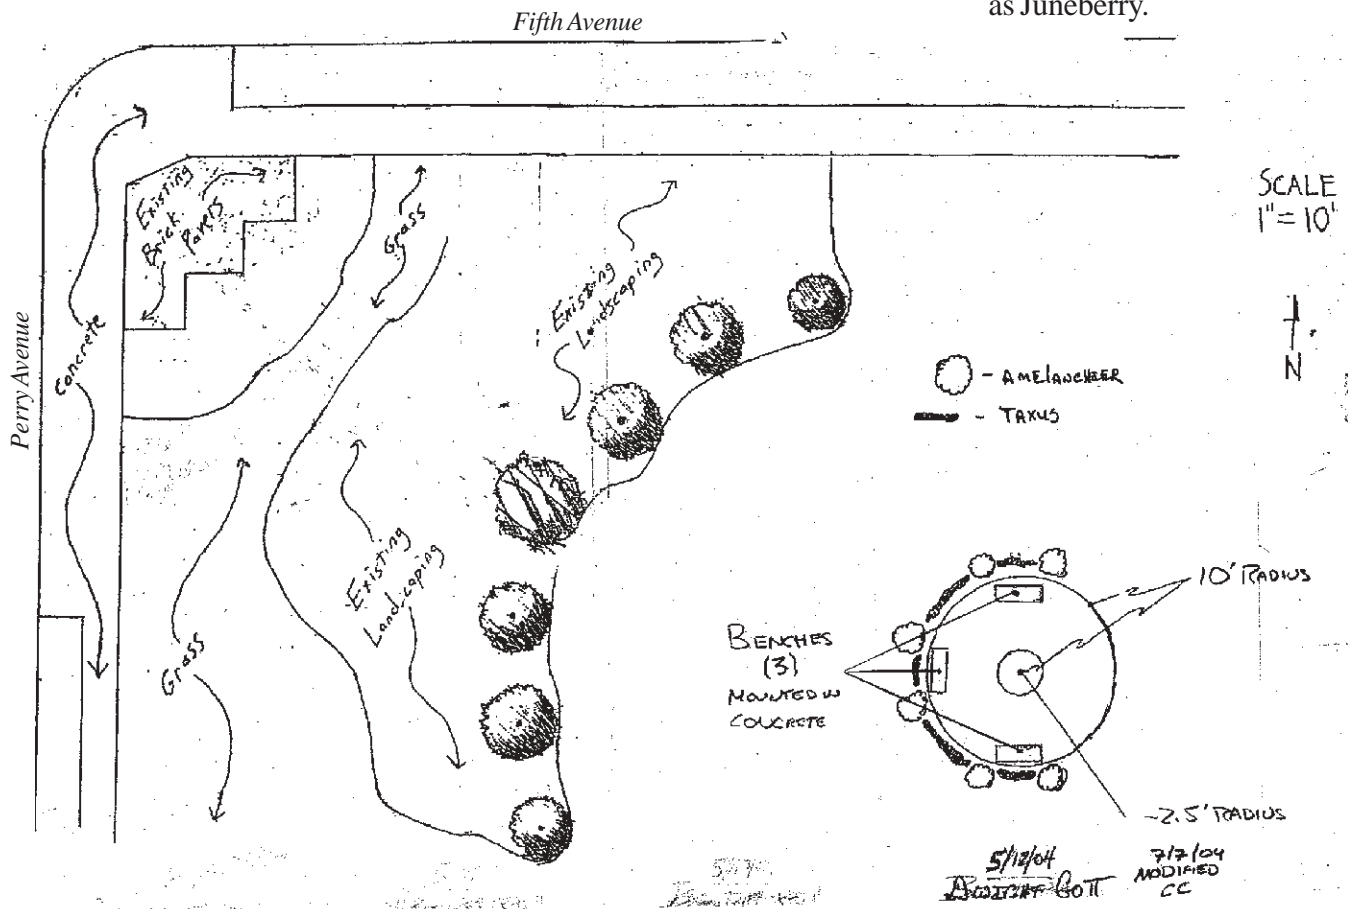 as Juneberry.
Fifth Avenue
Existing
Brick
Pavers
Grass
SCALE
1" = 10'
Existing
Landscaping
N
Concrete
Perry Avenue
- AMELANCHEER
- TAXUS
Existing
Landscaping
Grass
10' RADIUS
BENCHES
(3)
MOUNTED IN
CONCRETE
2.5' RADIUS
5/12/04
GOTT
7/7/04
MODIFIED
CC